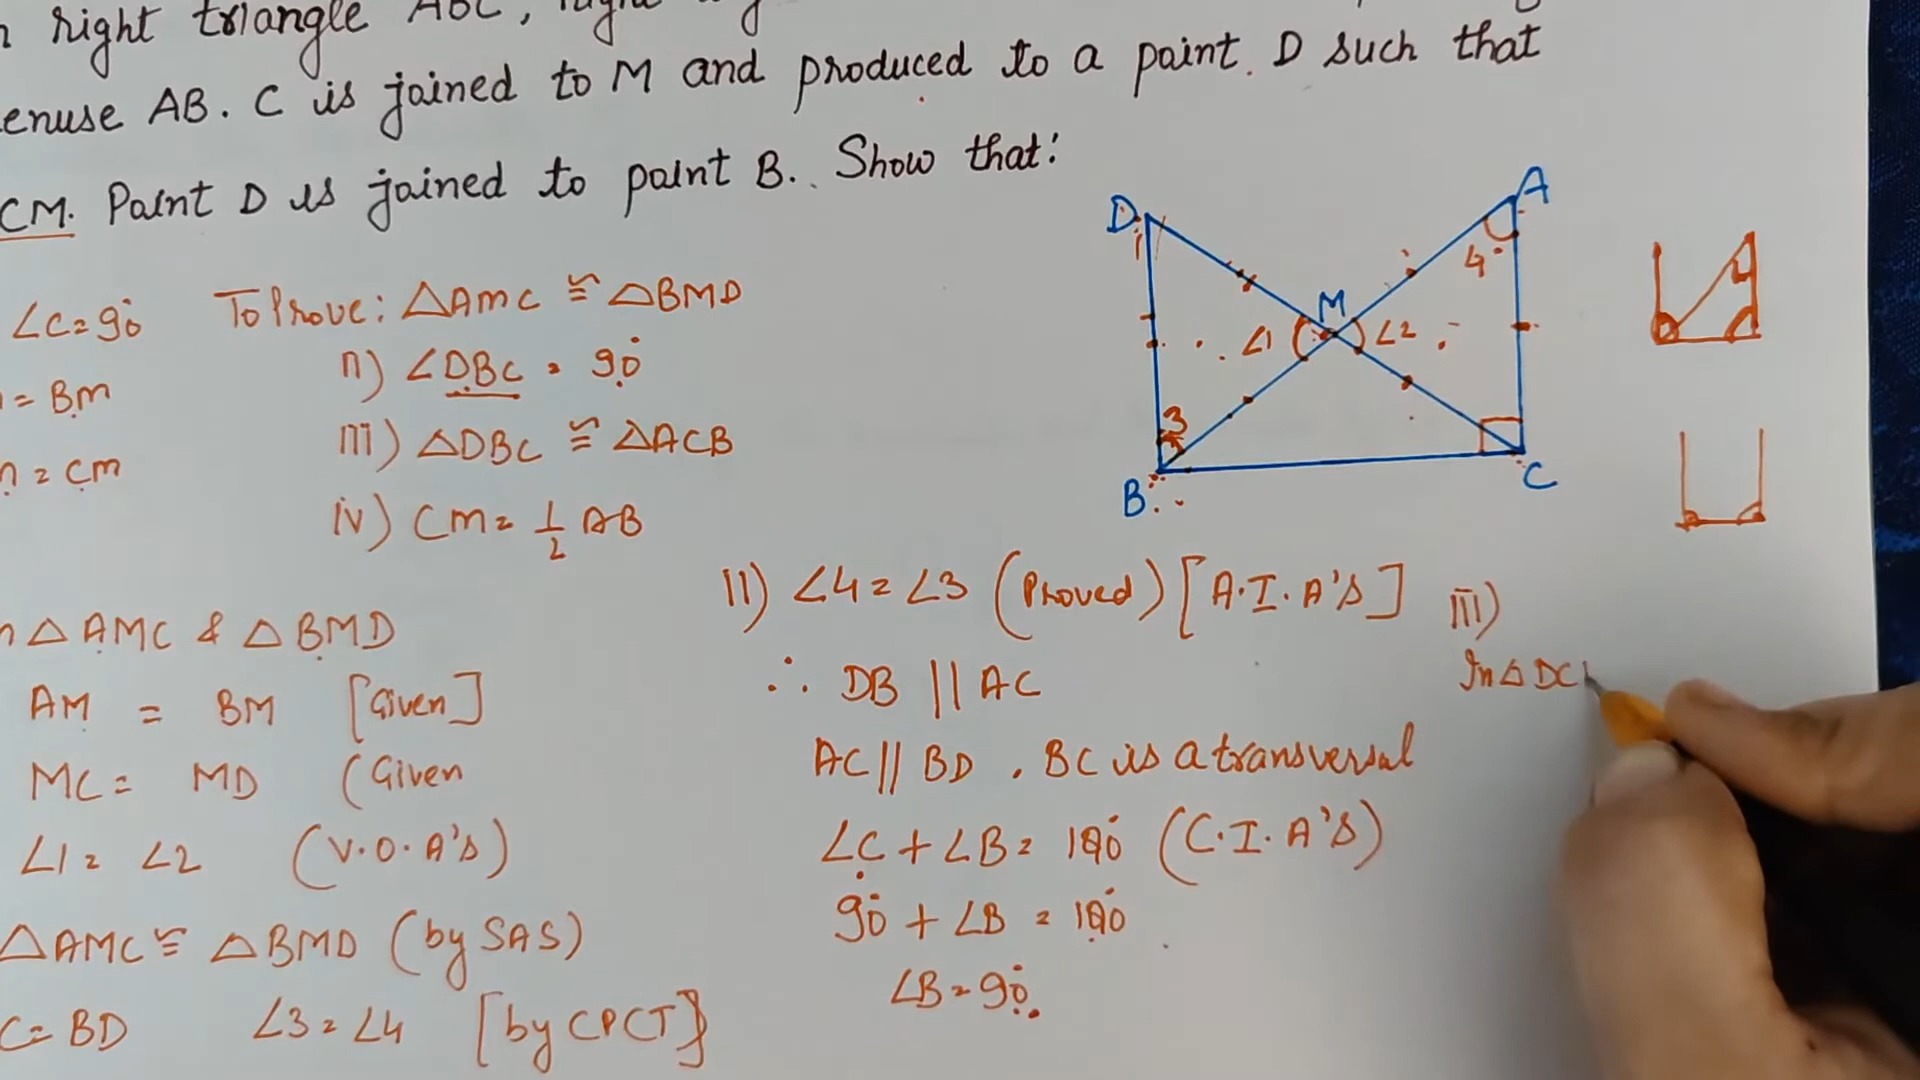 right triangle ABC,
enuse AB. C is joined to M and produced to a point D such that
CM. Point D is joined to point B. Show that:
∠C=90° To Prove: △AMC ≅ △BMD
= BM
II) ∠DBC = 90°
= CM
III) △DBC ≅ △ACB
iv) CM = 1/2 AB
D
A
M
∠1
∠2
3
4
B
C
△AMC & △BMD
AM = BM [Given]
MC = MD (Given
∠1 = ∠2 (V.O.A's)
△AMC ≅ △BMD (by SAS)
C = BD ∠3 = ∠4 [by CPCT]
II) ∠4 = ∠3 (Proved) [A.I.A's]
∴ DB || AC
AC || BD , BC is a transversal
∠C + ∠B = 180° (C.I.A's)
90° + ∠B = 180°
∠B = 90°.
III)
In △ DC